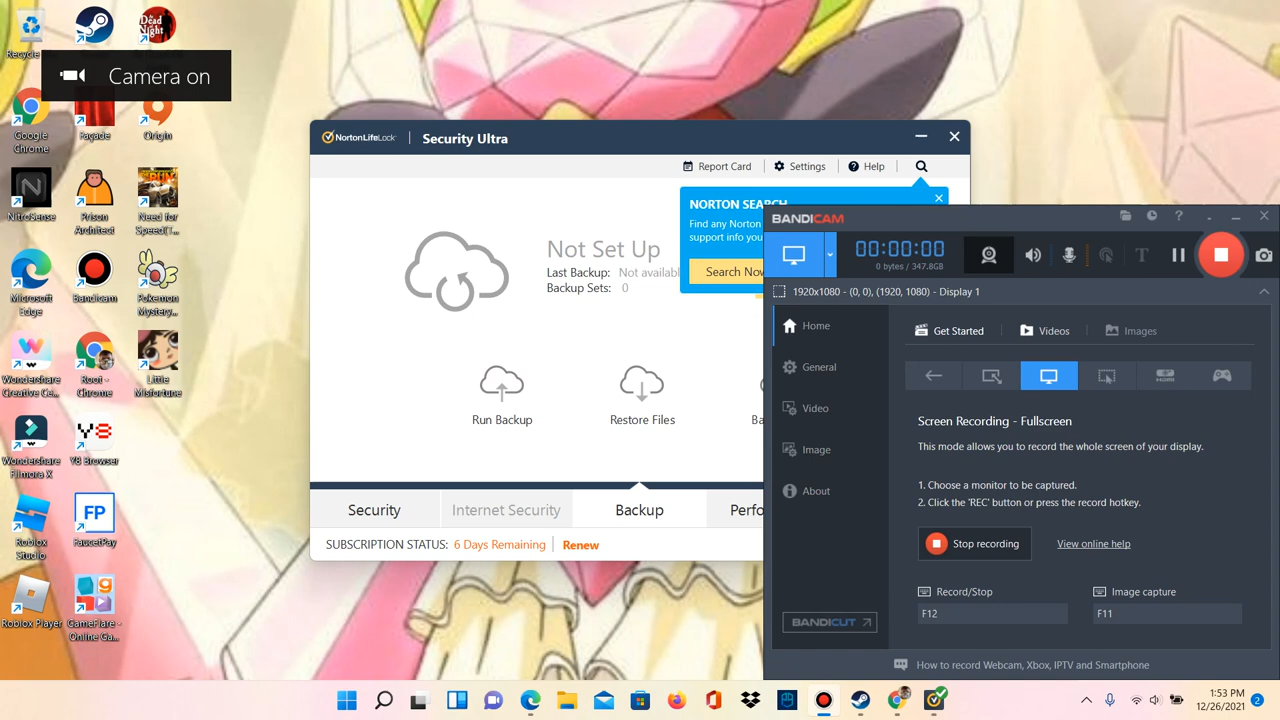 Recycle
Dead
Night
Camera on
Google
Chrome
Façade
Origin
NitroSense
Prison
Architect
Need for
Speed(T...
Microsoft
Edge
Bandicam
Pokemon
Mystery...
Wondershare
Creative Ce...
Root -
Chrome
Little
Misfortune
Wondershare
Filmora X
Y8 Browser
Roblox
Studio
FP
FaucetPay
Roblox Player
GameFlare -
Online Ga...
NortonLifeLock
Security Ultra
Report Card
Settings
Help
NORTON SEARCH
Find any Norton
support info you
Search Now
Not Set Up
Last Backup: Not availabl
Backup Sets: 0
Run Backup
Restore Files
Ba
Security
Internet Security
Backup
Perfo
SUBSCRIPTION STATUS: 6 Days Remaining
Renew
BANDICAM
00:00:00
0 bytes / 347.8GB
1920x1080 - (0, 0), (1920, 1080) - Display 1
Home
General
Video
Image
About
BANDICUT
Get Started
Videos
Images
HDMI
Screen Recording - Fullscreen
This mode allows you to record the whole screen of your display.
1. Choose a monitor to be captured.
2. Click the 'REC' button or press the record hotkey.
Stop recording
View online help
Record/Stop
F12
Image capture
F11
How to record Webcam, Xbox, IPTV and Smartphone
1:53 PM
12/26/2021
2